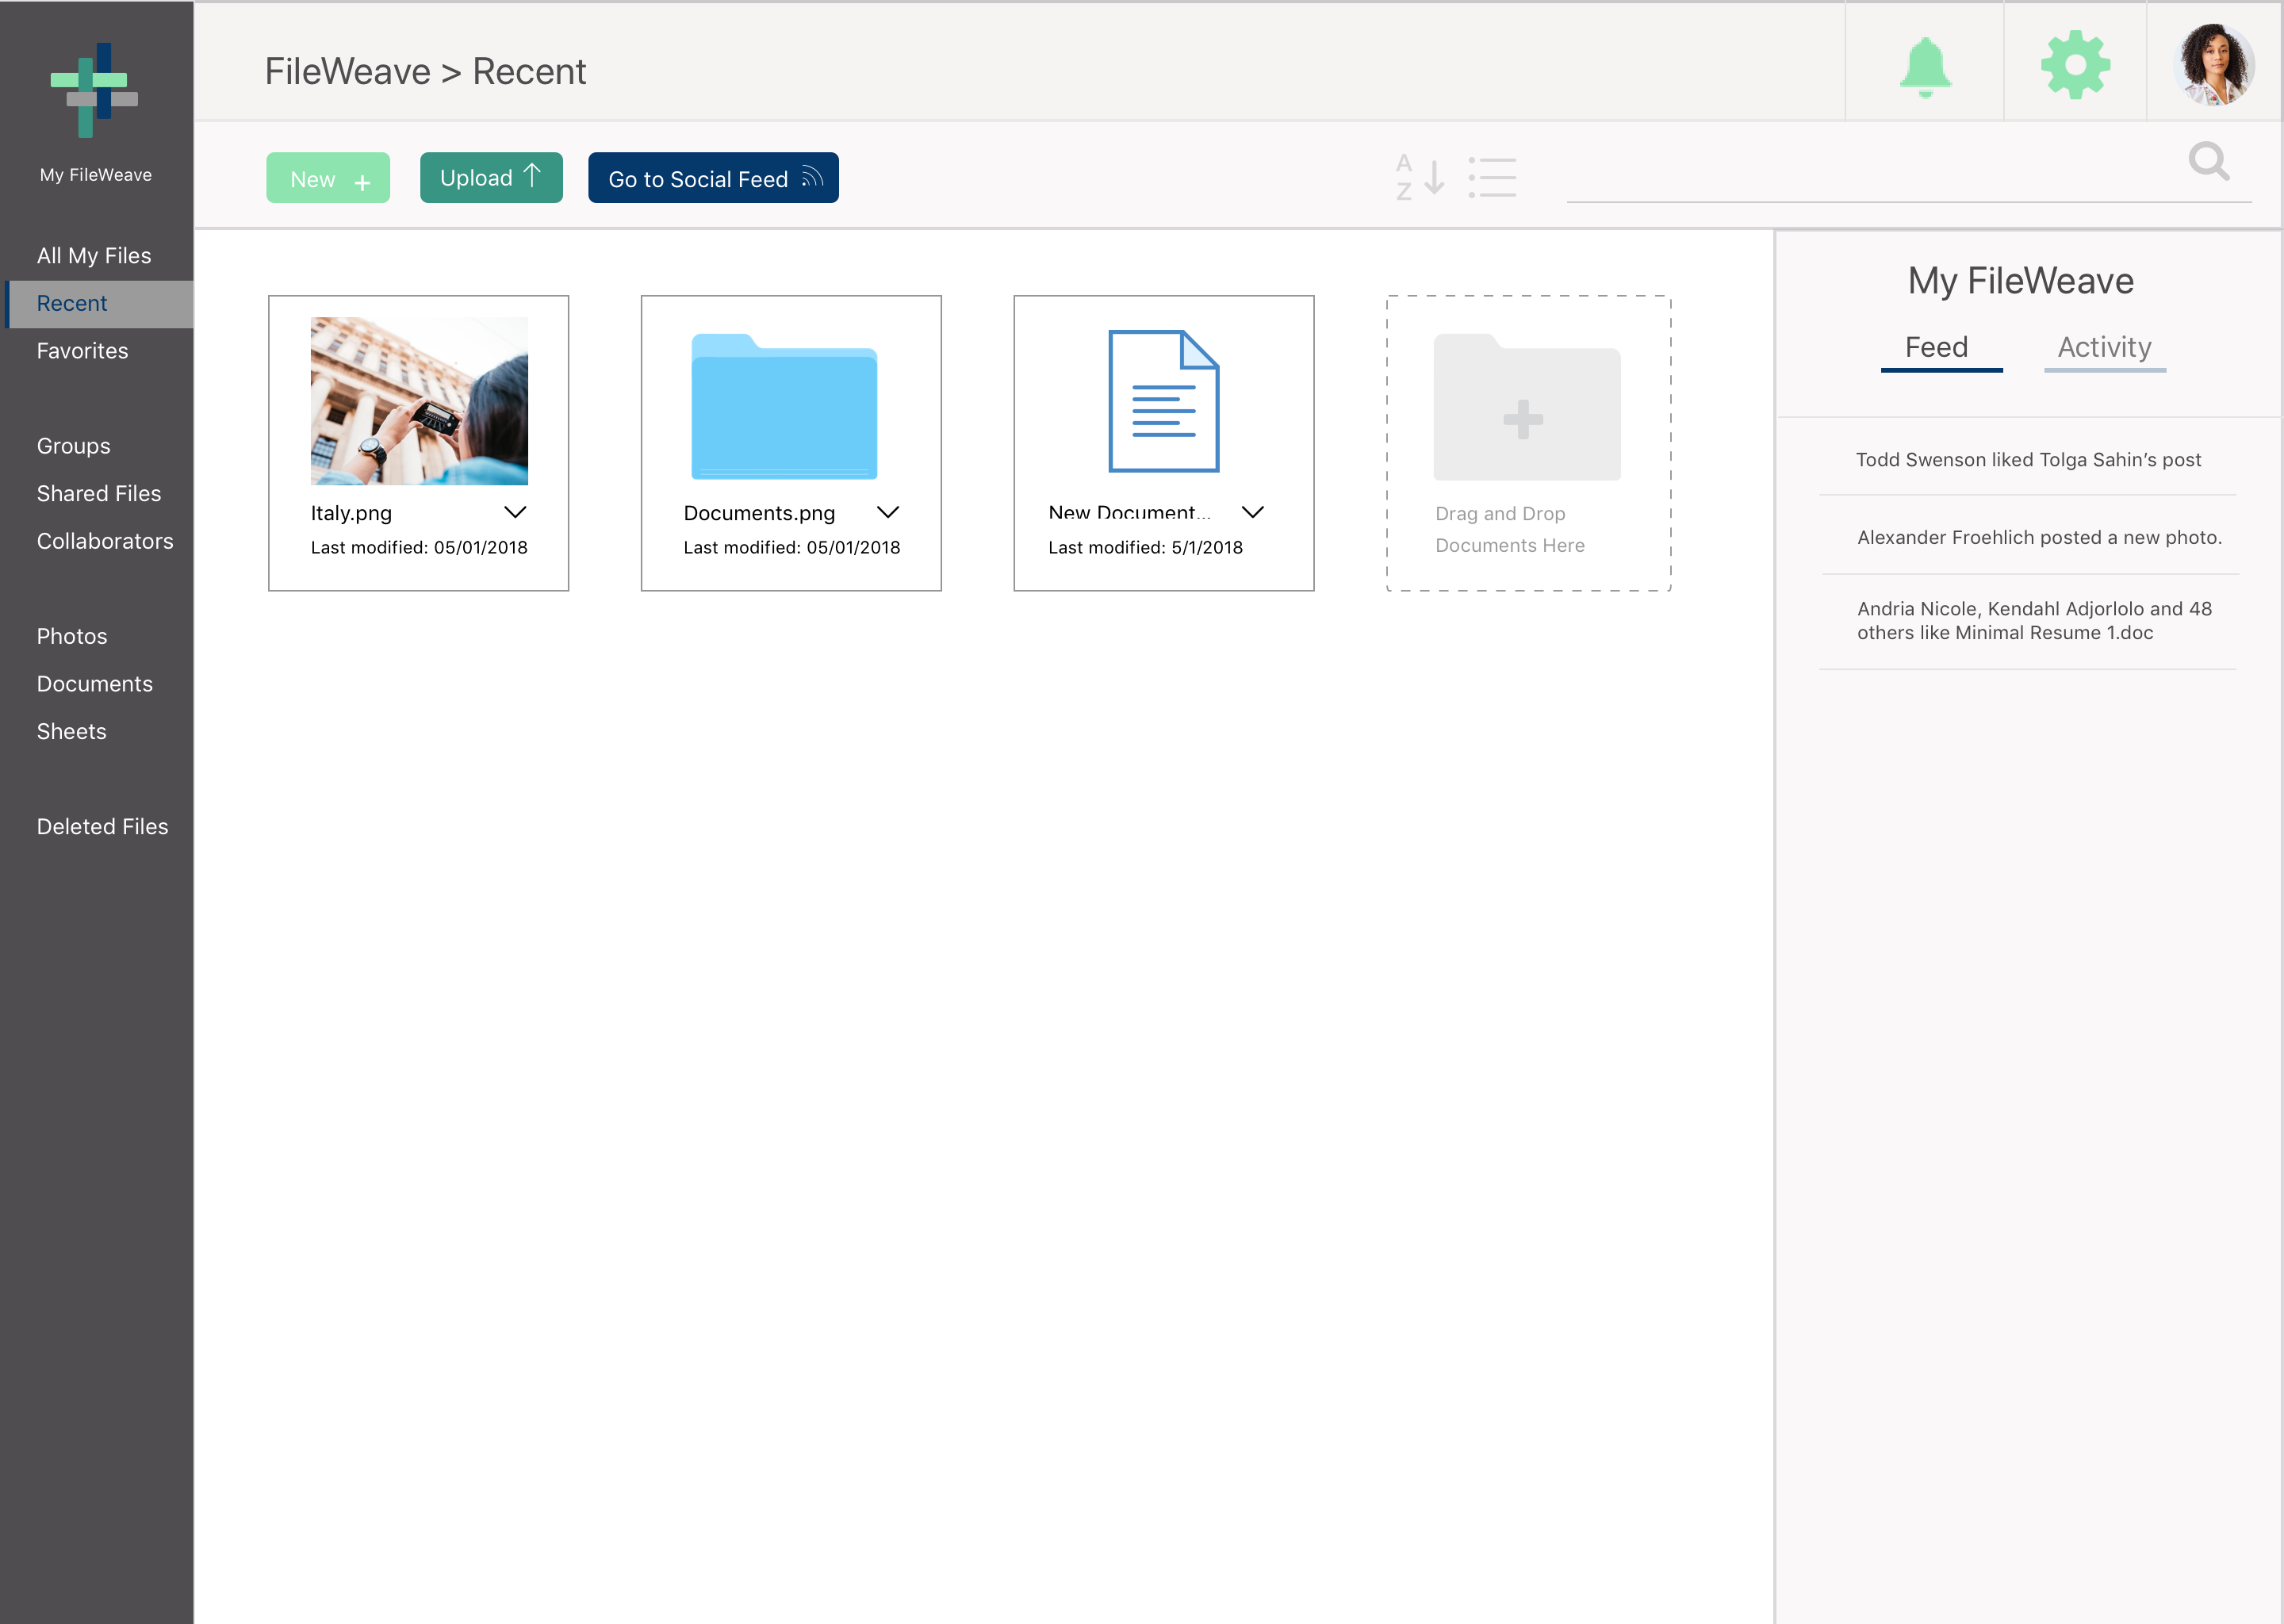 My FileWeave
All My Files
Recent
Favorites
Groups
Shared Files
Collaborators
Photos
Documents
Sheets
Deleted Files
FileWeave > Recent
New +
Upload
Go to Social Feed
A
Z
Italy.png
Last modified: 05/01/2018
Documents.png
Last modified: 05/01/2018
New Document...
Last modified: 5/1/2018
Drag and Drop
Documents Here
My FileWeave
Feed Activity
Todd Swenson liked Tolga Sahin’s post
Alexander Froehlich posted a new photo.
Andria Nicole, Kendahl Adjorlolo and 48
others like Minimal Resume 1.doc